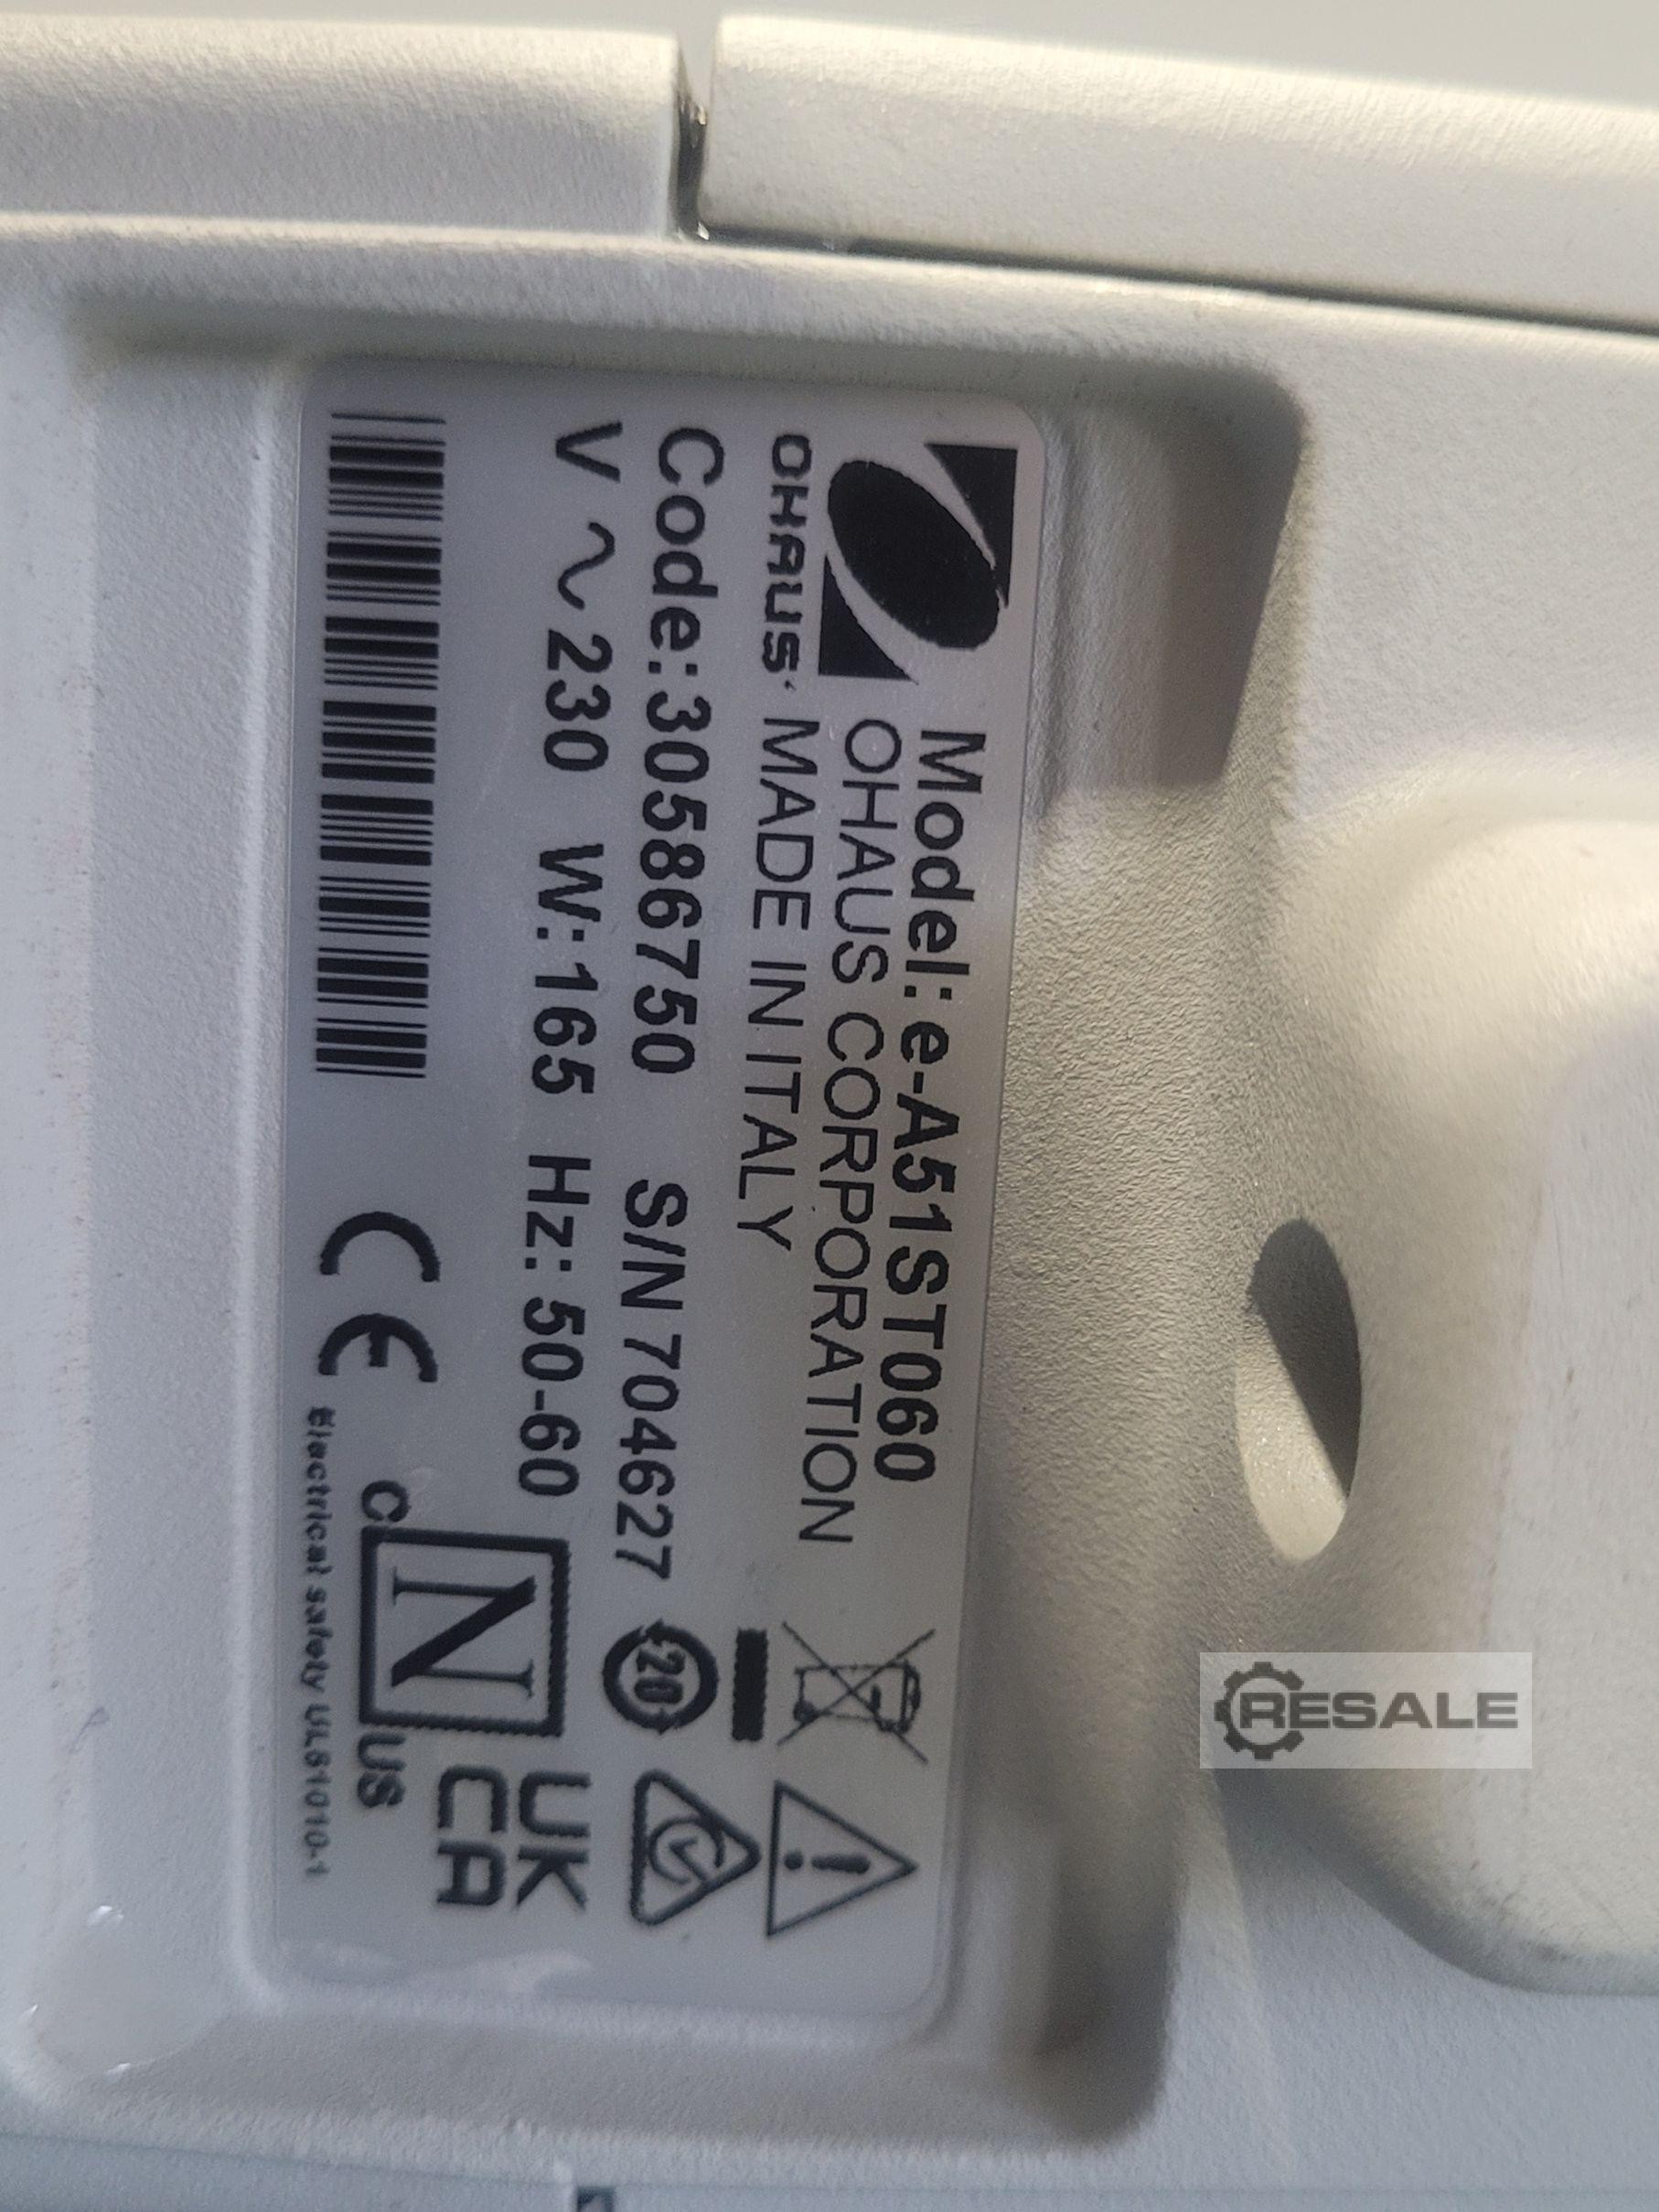 OHAUS
Model: e-A51ST060
OHAUS CORPORATION
MADE IN ITALY
Code:30586750 S/N 704627
V ~ 230 W: 165 Hz: 50-60
20
UK
CA
CE
C N US
Electrical safety UL61010-1
RESALE